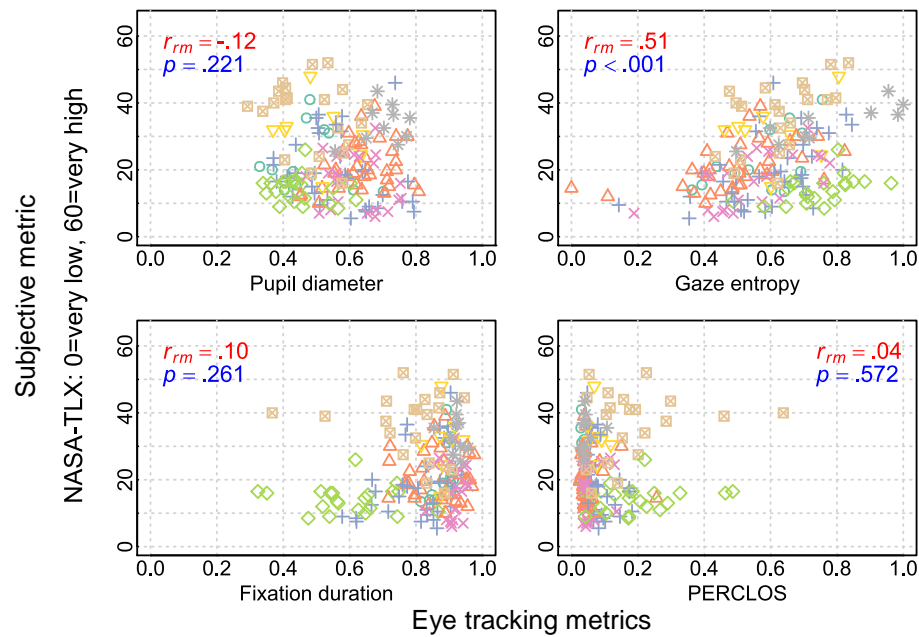 Subjective metric
NASA-TLX: 0=very low, 60=very high
60
40
20
0
r_rm = -.12
p = .221
0.0 0.2 0.4 0.6 0.8 1.0
Pupil diameter
60
40
20
0
r_rm = .51
p < .001
0.0 0.2 0.4 0.6 0.8 1.0
Gaze entropy
60
40
20
0
r_rm = .10
p = .261
0.0 0.2 0.4 0.6 0.8 1.0
Fixation duration
60
40
20
0
r_rm = .04
p = .572
0.0 0.2 0.4 0.6 0.8 1.0
PERCLOS
Eye tracking metrics